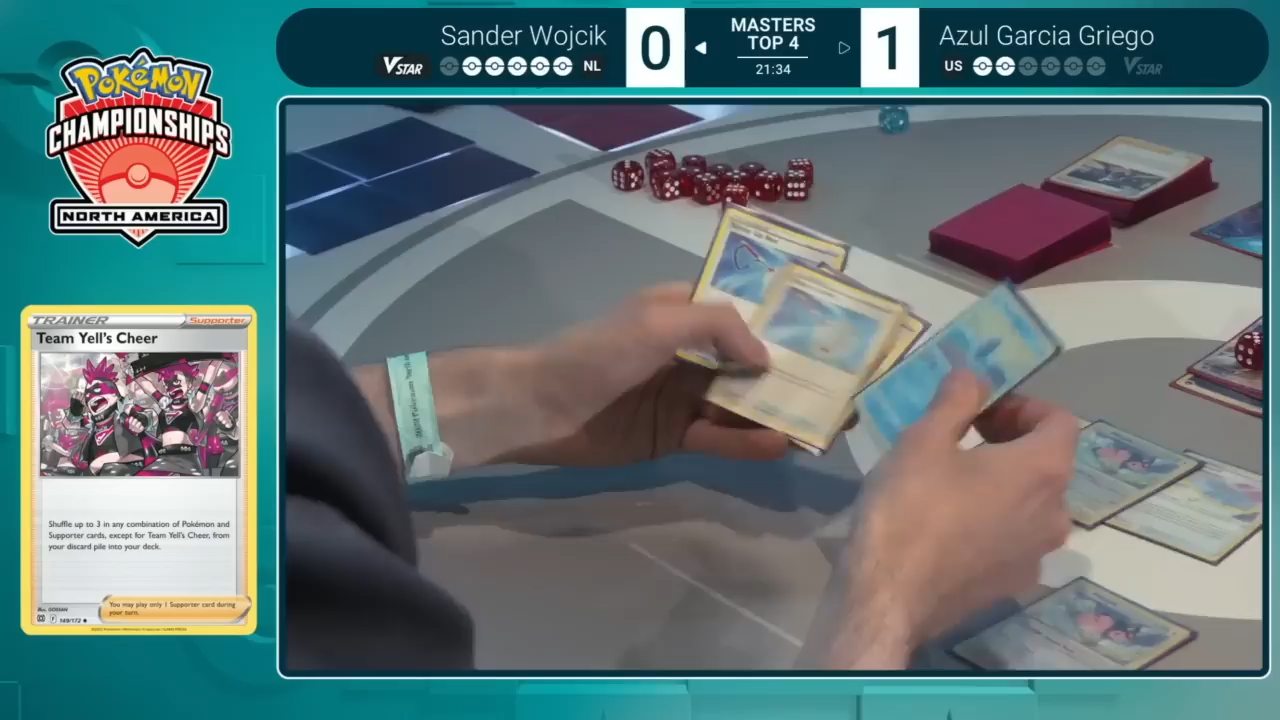 Sander Wojcik
0
MASTERS
TOP 4
21:34
1
Azul Garcia Griego
VSTAR
NL
US
VSTAR
Pokémon
CHAMPIONSHIPS
NORTH AMERICA
TRAINER
Supporter
Team Yell's Cheer
Shuffle up to 3 in any combination of Pokémon and
Supporter cards, except for Team Yell's Cheer, from
your discard pile into your deck.
You may play only 1 Supporter card during
your turn.
149/172